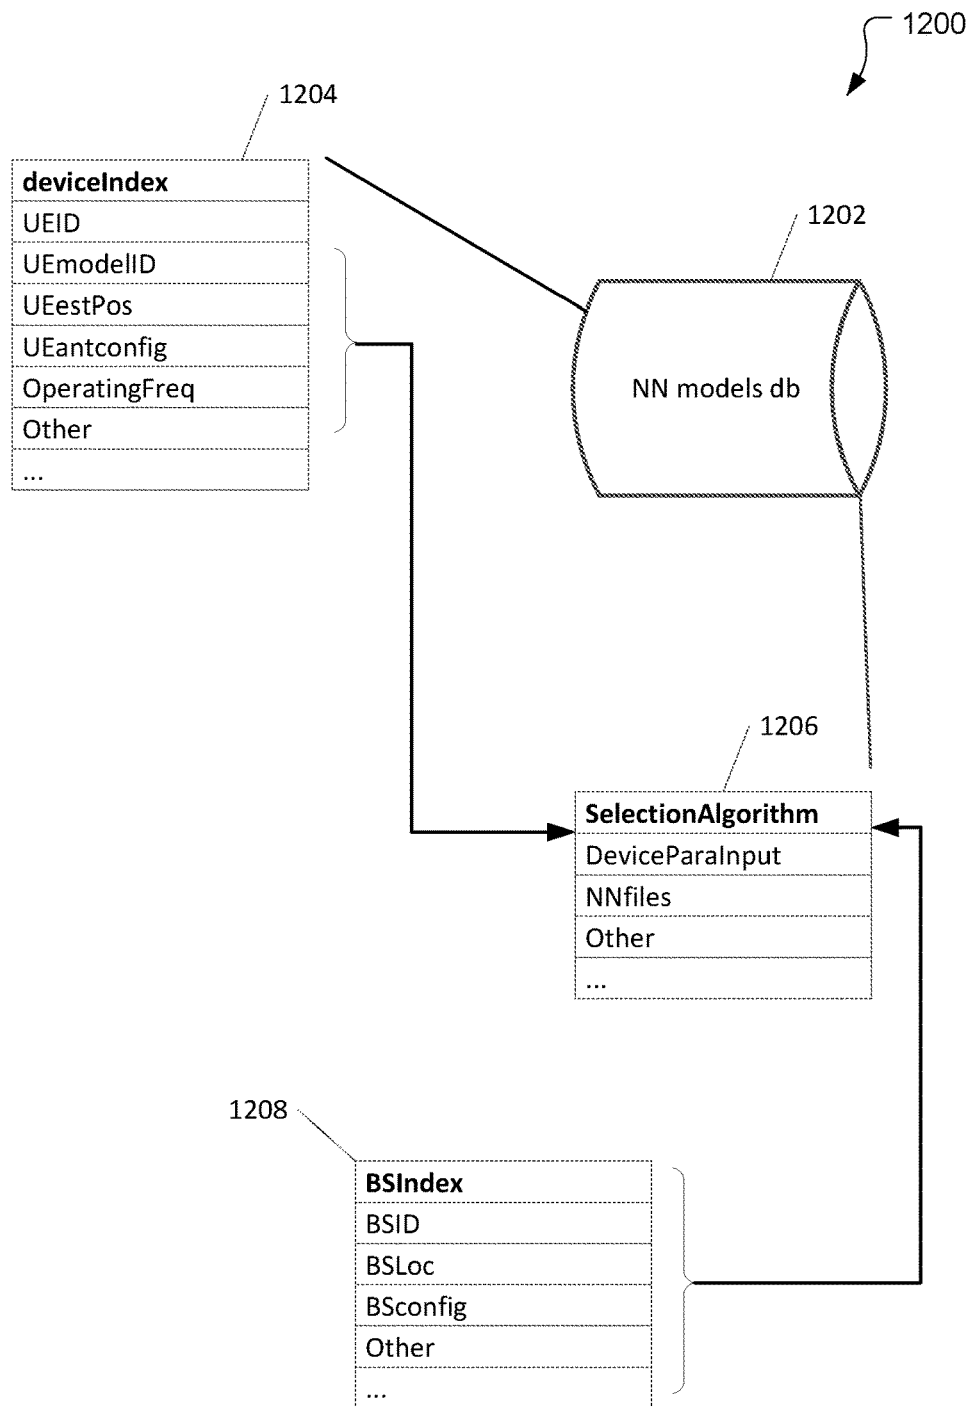 1200
1204
deviceIndex
UEID
UEmodelID
UEestPos
UEantconfig
OperatingFreq
Other
...
1202
NN models db
1206
SelectionAlgorithm
DeviceParaInput
NNfiles
Other
...
1208
BSIndex
BSID
BSLoc
BSconfig
Other
...